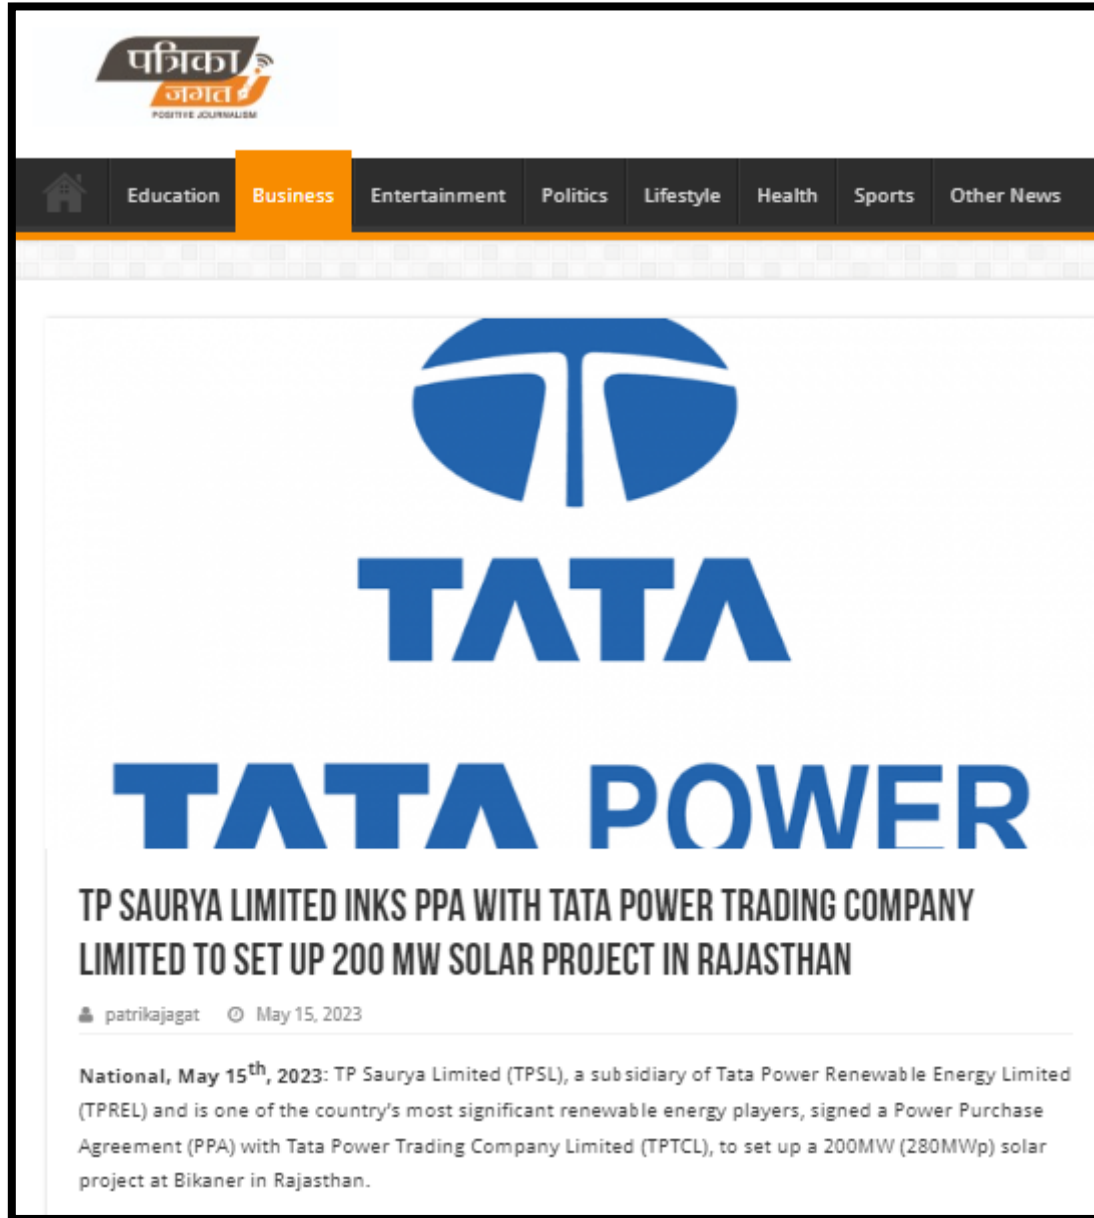 पत्रिका
जगत
POSITIVE JOURNALISM
Education Business Entertainment Politics Lifestyle Health Sports Other News
TATA
TATA POWER
TP SAURYA LIMITED INKS PPA WITH TATA POWER TRADING COMPANY
LIMITED TO SET UP 200 MW SOLAR PROJECT IN RAJASTHAN
patrikajagat May 15, 2023
National, May 15th, 2023: TP Saurya Limited (TPSL), a subsidiary of Tata Power Renewable Energy Limited
(TPREL) and is one of the country's most significant renewable energy players, signed a Power Purchase
Agreement (PPA) with Tata Power Trading Company Limited (TPTCL), to set up a 200MW (280MWp) solar
project at Bikaner in Rajasthan.